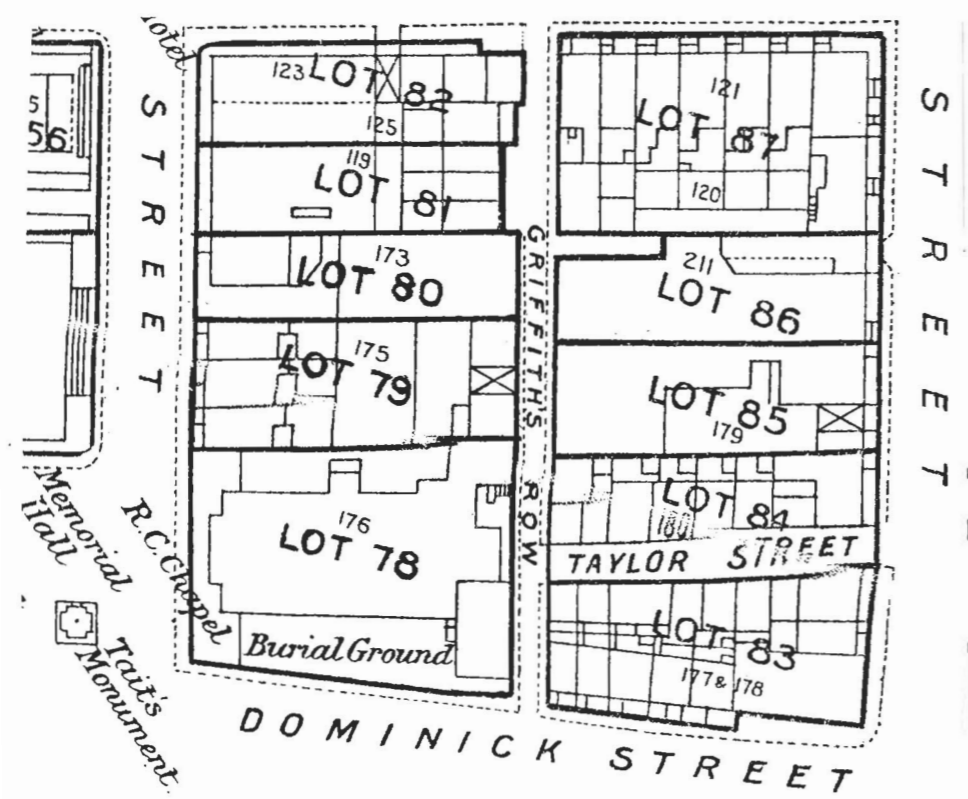 Hotel
56
STREET
123
LOT 82
125
119
LOT 81
173
LOT 80
175
LOT 79
176
LOT 78
Burial Ground
R.C. Chapel
Memorial
Hall
Tait's
Monument
GRIFFITHS ROW
121
LOT 87
120
211
LOT 86
LOT 85
179
LOT 84
180
TAYLOR STREET
LOT 83
177 & 178
STREET
DOMINICK STREET